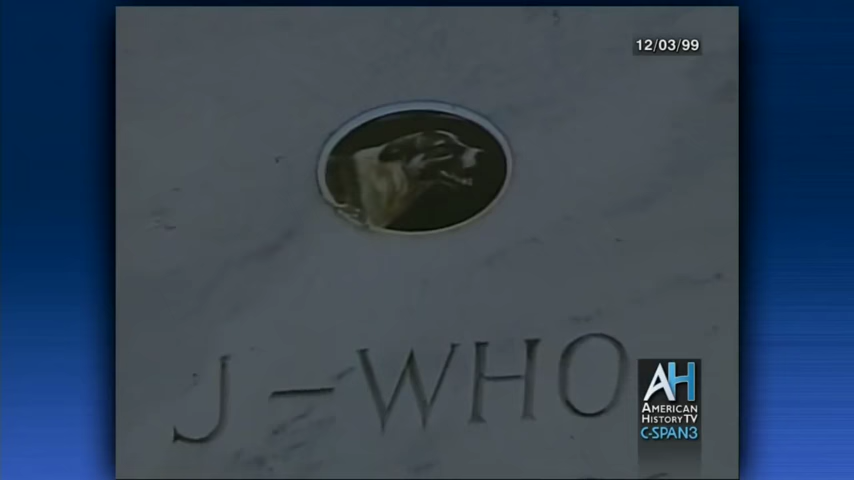 12/03/99
J-WHO
AH
AMERICAN
HISTORY TV
C-SPAN3